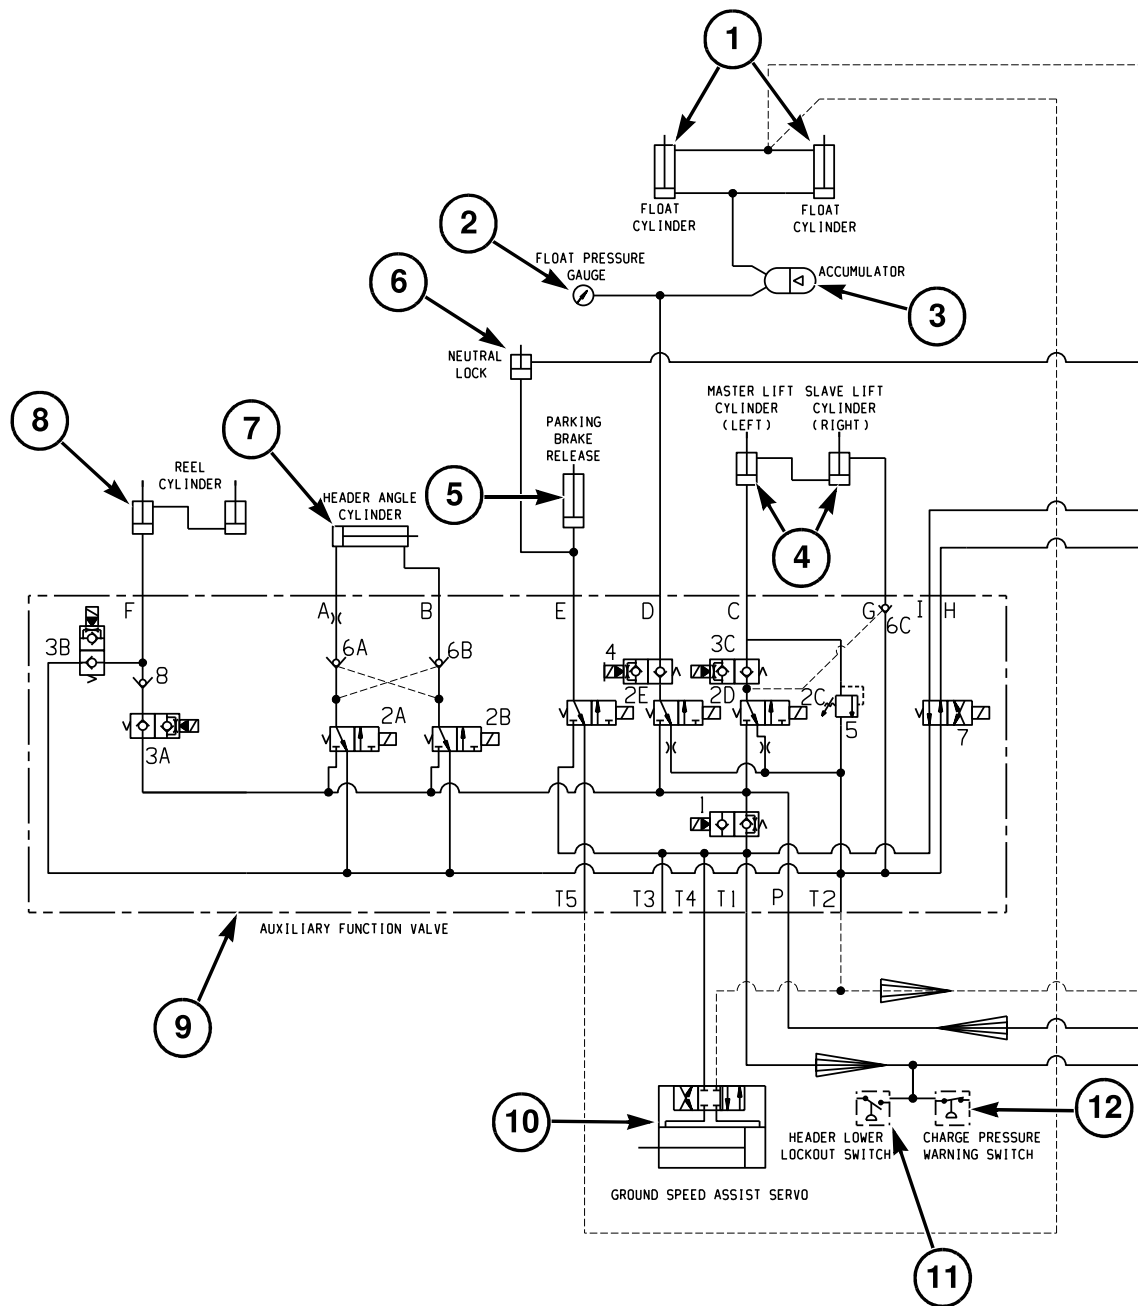 1
FLOAT
CYLINDER
FLOAT
CYLINDER
2
FLOAT PRESSURE
GAUGE
ACCUMULATOR
3
6
NEUTRAL
LOCK
MASTER LIFT
CYLINDER
(LEFT)
SLAVE LIFT
CYLINDER
(RIGHT)
8
7
PARKING
BRAKE
RELEASE
REEL
CYLINDER
5
HEADER ANGLE
CYLINDER
4
F
A
B
E
D
C
G
I
H
3B
6A
6B
4
3C
6C
8
2E
2D
2C
3A
2A
2B
5
7
1
T5
T3
T4
T1
P
T2
AUXILIARY FUNCTION VALVE
9
10
12
HEADER LOWER
LOCKOUT SWITCH
CHARGE PRESSURE
WARNING SWITCH
GROUND SPEED ASSIST SERVO
11